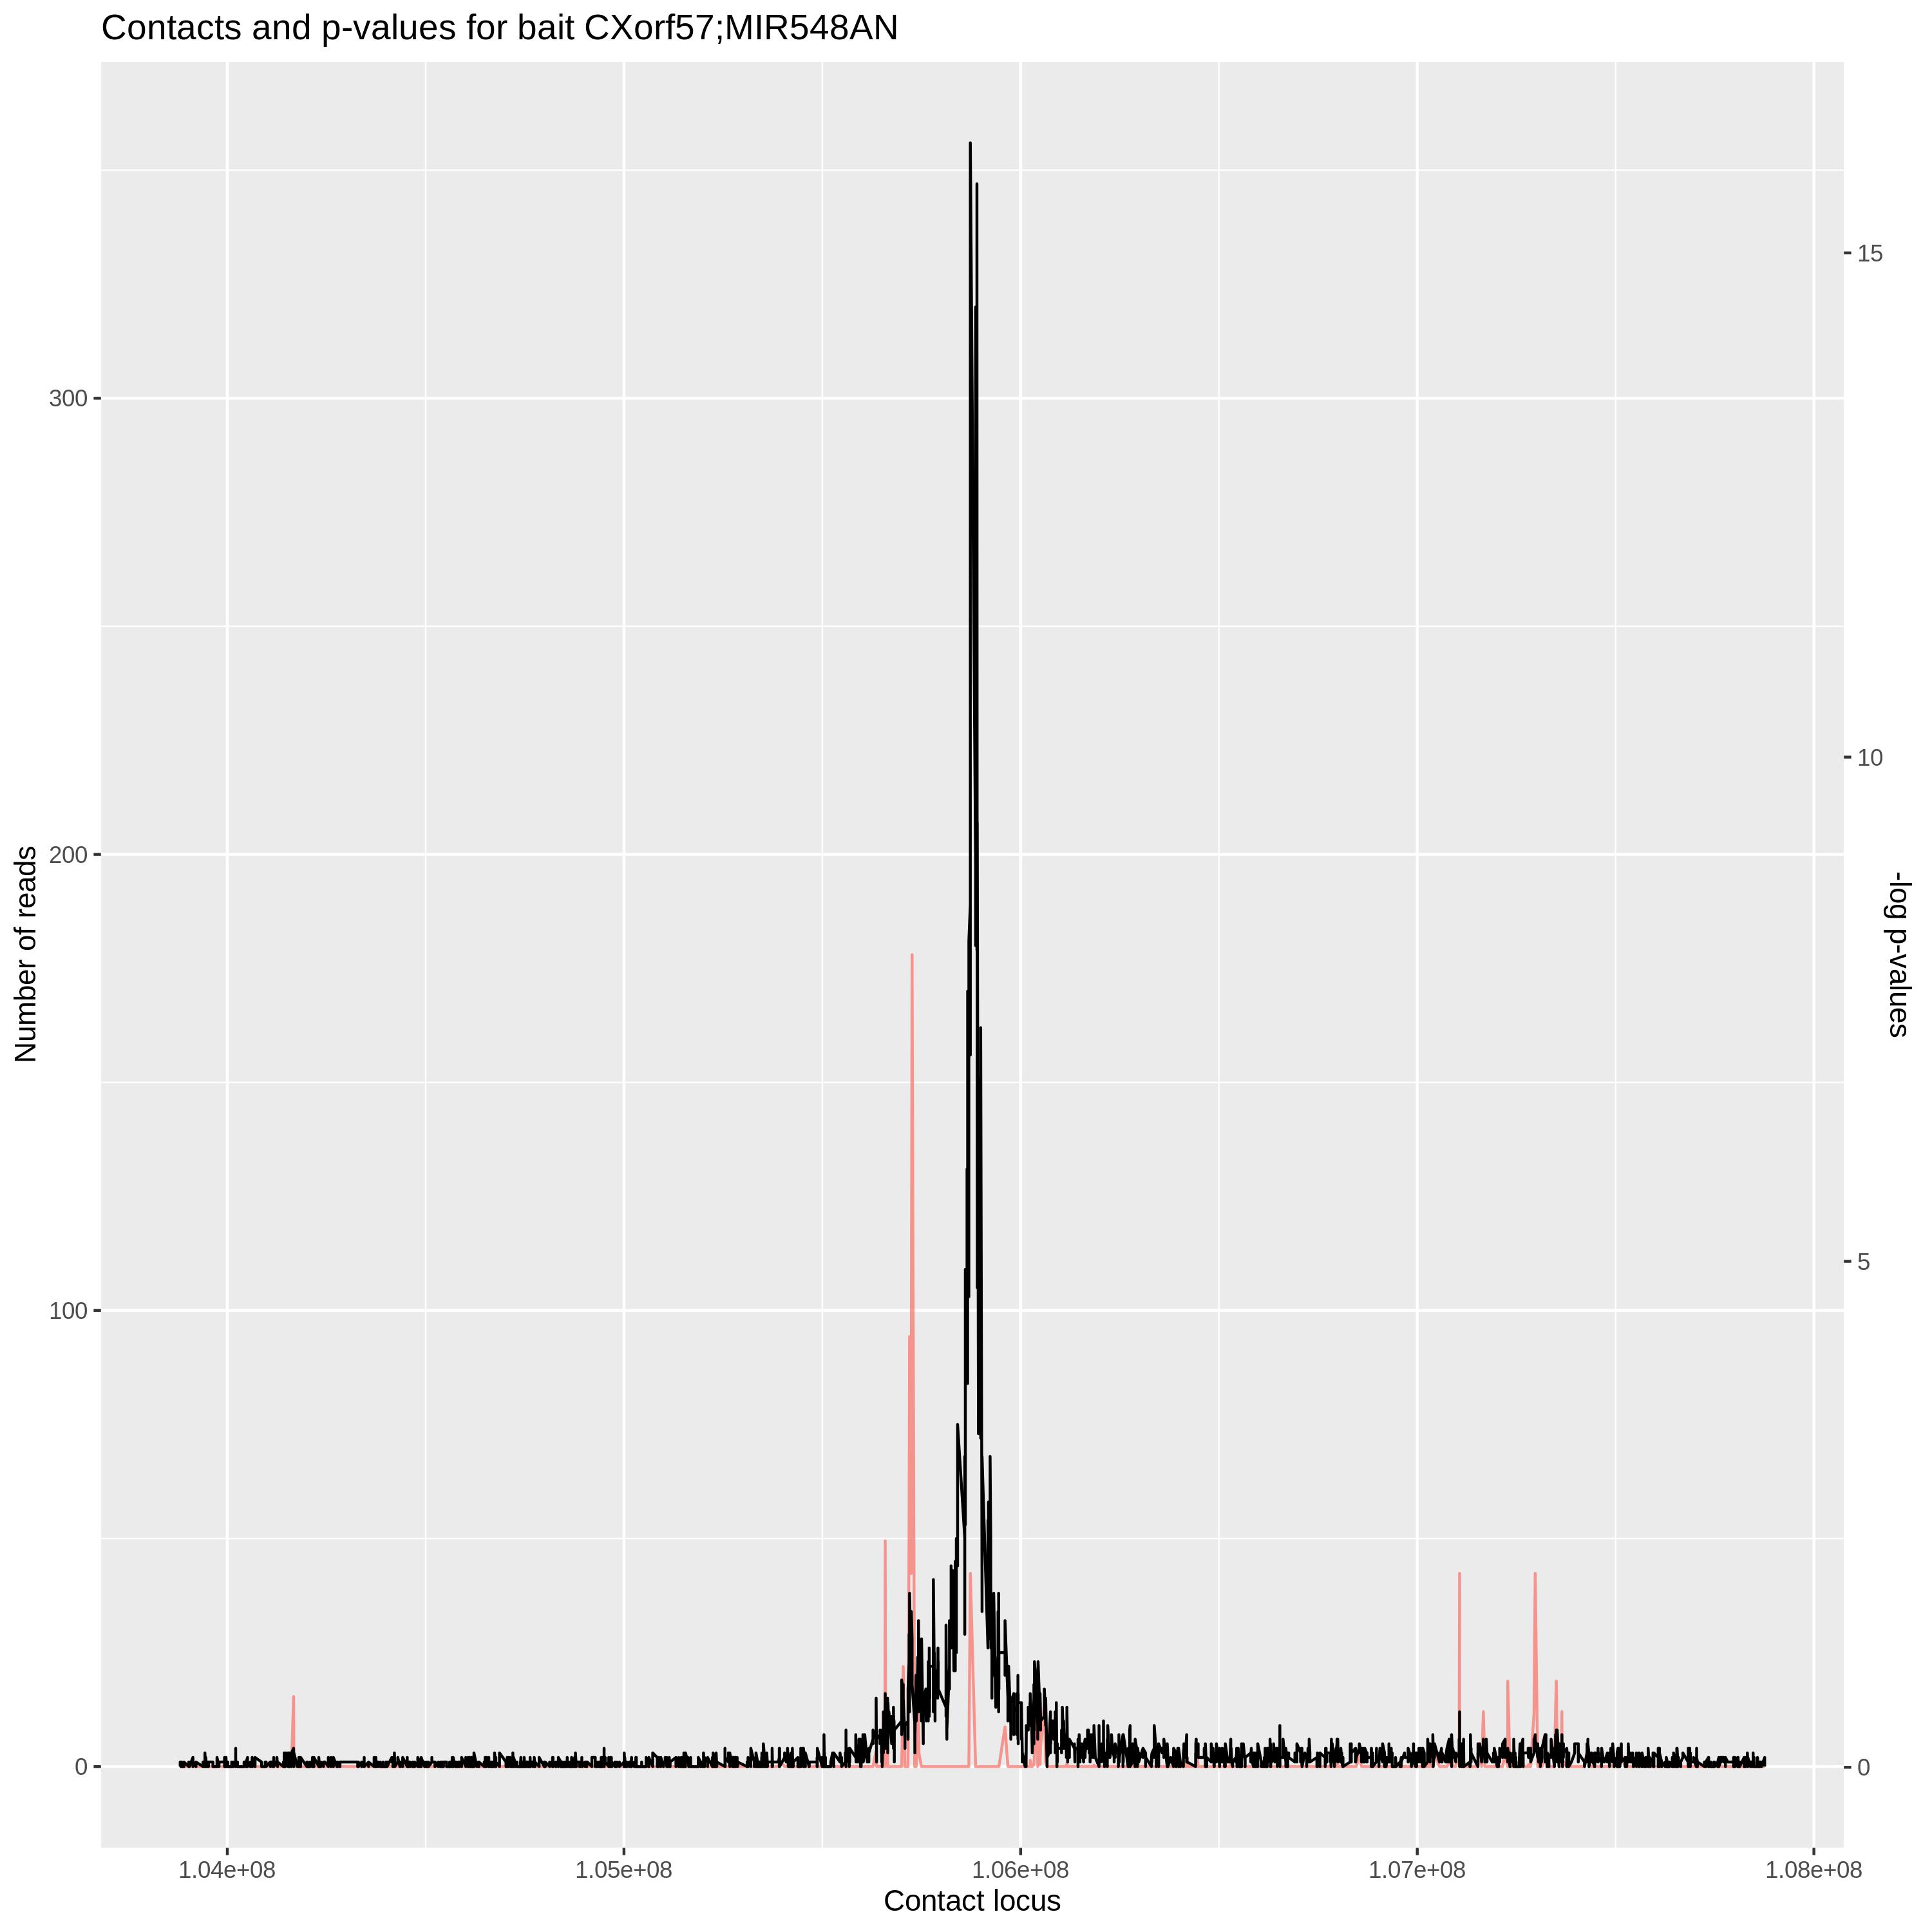 Contacts and p-values for bait CXorf57;MIR548AN
Number of reads
300
200
100
0
15
10
5
0
-log p-values
1.04e+08
1.05e+08
1.06e+08
1.07e+08
1.08e+08
Contact locus